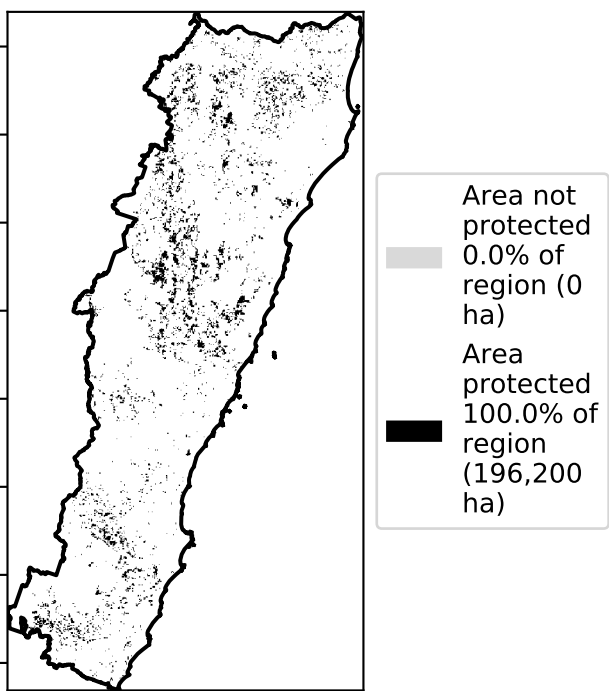 Area not
protected
0.0% of
region (0
ha)
Area
protected
100.0% of
region
(196,200
ha)